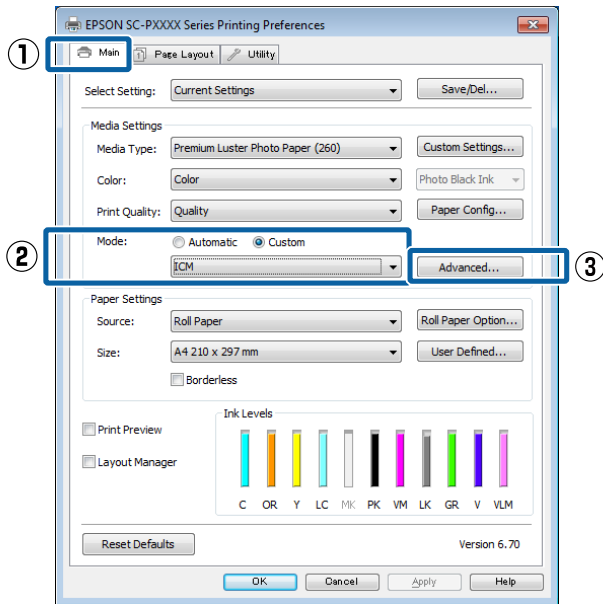 EPSON SC-PXXXX Series Printing Preferences
① Main Page Layout Utility
Select Setting: Current Settings Save/Del...
Media Settings
Media Type: Premium Luster Photo Paper (260) Custom Settings...
Color: Color Photo Black Ink
Print Quality: Quality Paper Config...
② Mode: Automatic Custom
ICM Advanced... ③
Paper Settings
Source: Roll Paper Roll Paper Option...
Size: A4 210 x 297 mm User Defined...
Borderless
Ink Levels
Print Preview
Layout Manager
C OR Y LC MK PK VM LK GR V VLM
Reset Defaults Version 6.70
OK Cancel Apply Help